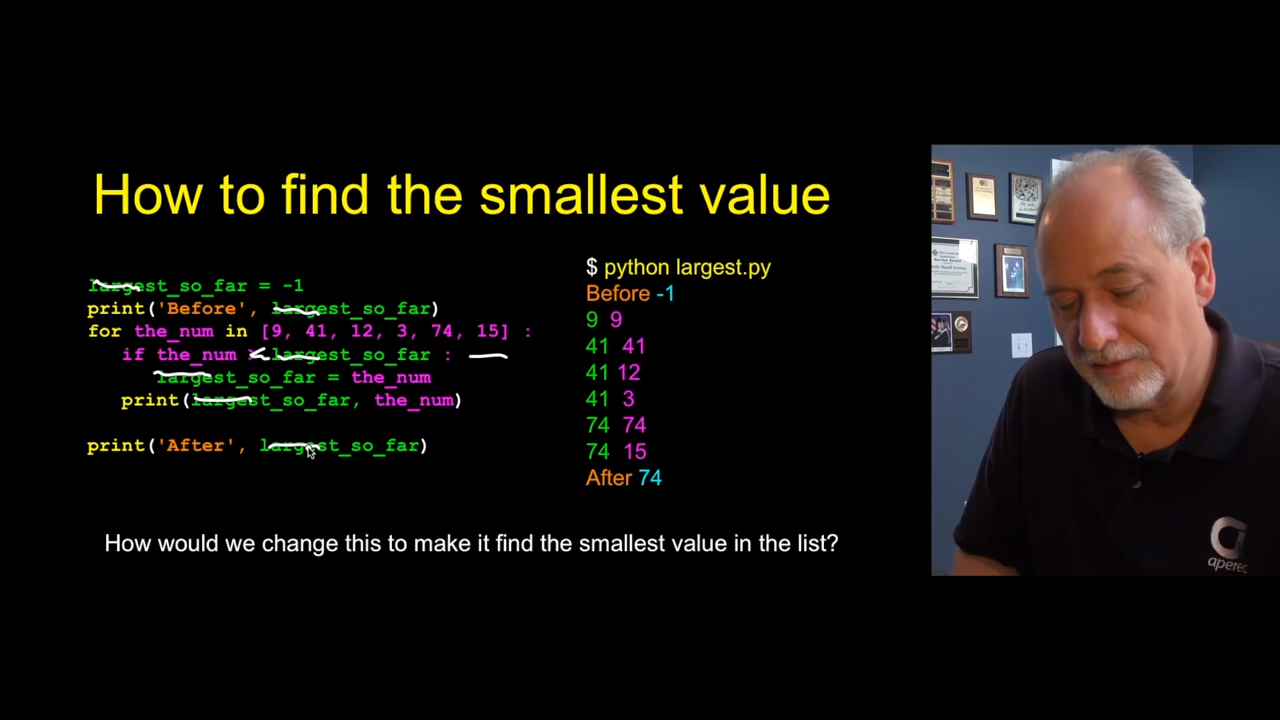 How to find the smallest value
largest_so_far = -1
print('Before', largest_so_far)
for the_num in [9, 41, 12, 3, 74, 15] :
if the_num < largest_so_far :
largest_so_far = the_num
print(largest_so_far, the_num)
print('After', largest_so_far)
$ python largest.py
Before -1
9 9
41 41
41 12
41 3
74 74
74 15
After 74
How would we change this to make it find the smallest value in the list?
apereo